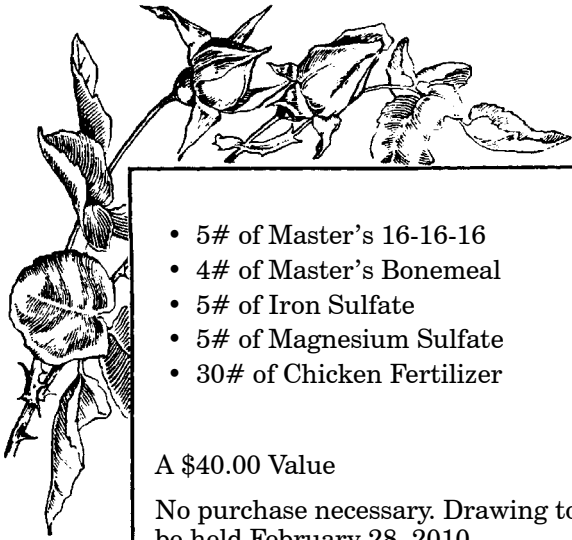 • 5# of Master's 16-16-16
• 4# of Master's Bonemeal
• 5# of Iron Sulfate
• 5# of Magnesium Sulfate
• 30# of Chicken Fertilizer
A $40.00 Value
No purchase necessary. Drawing to
be held February 28, 2010